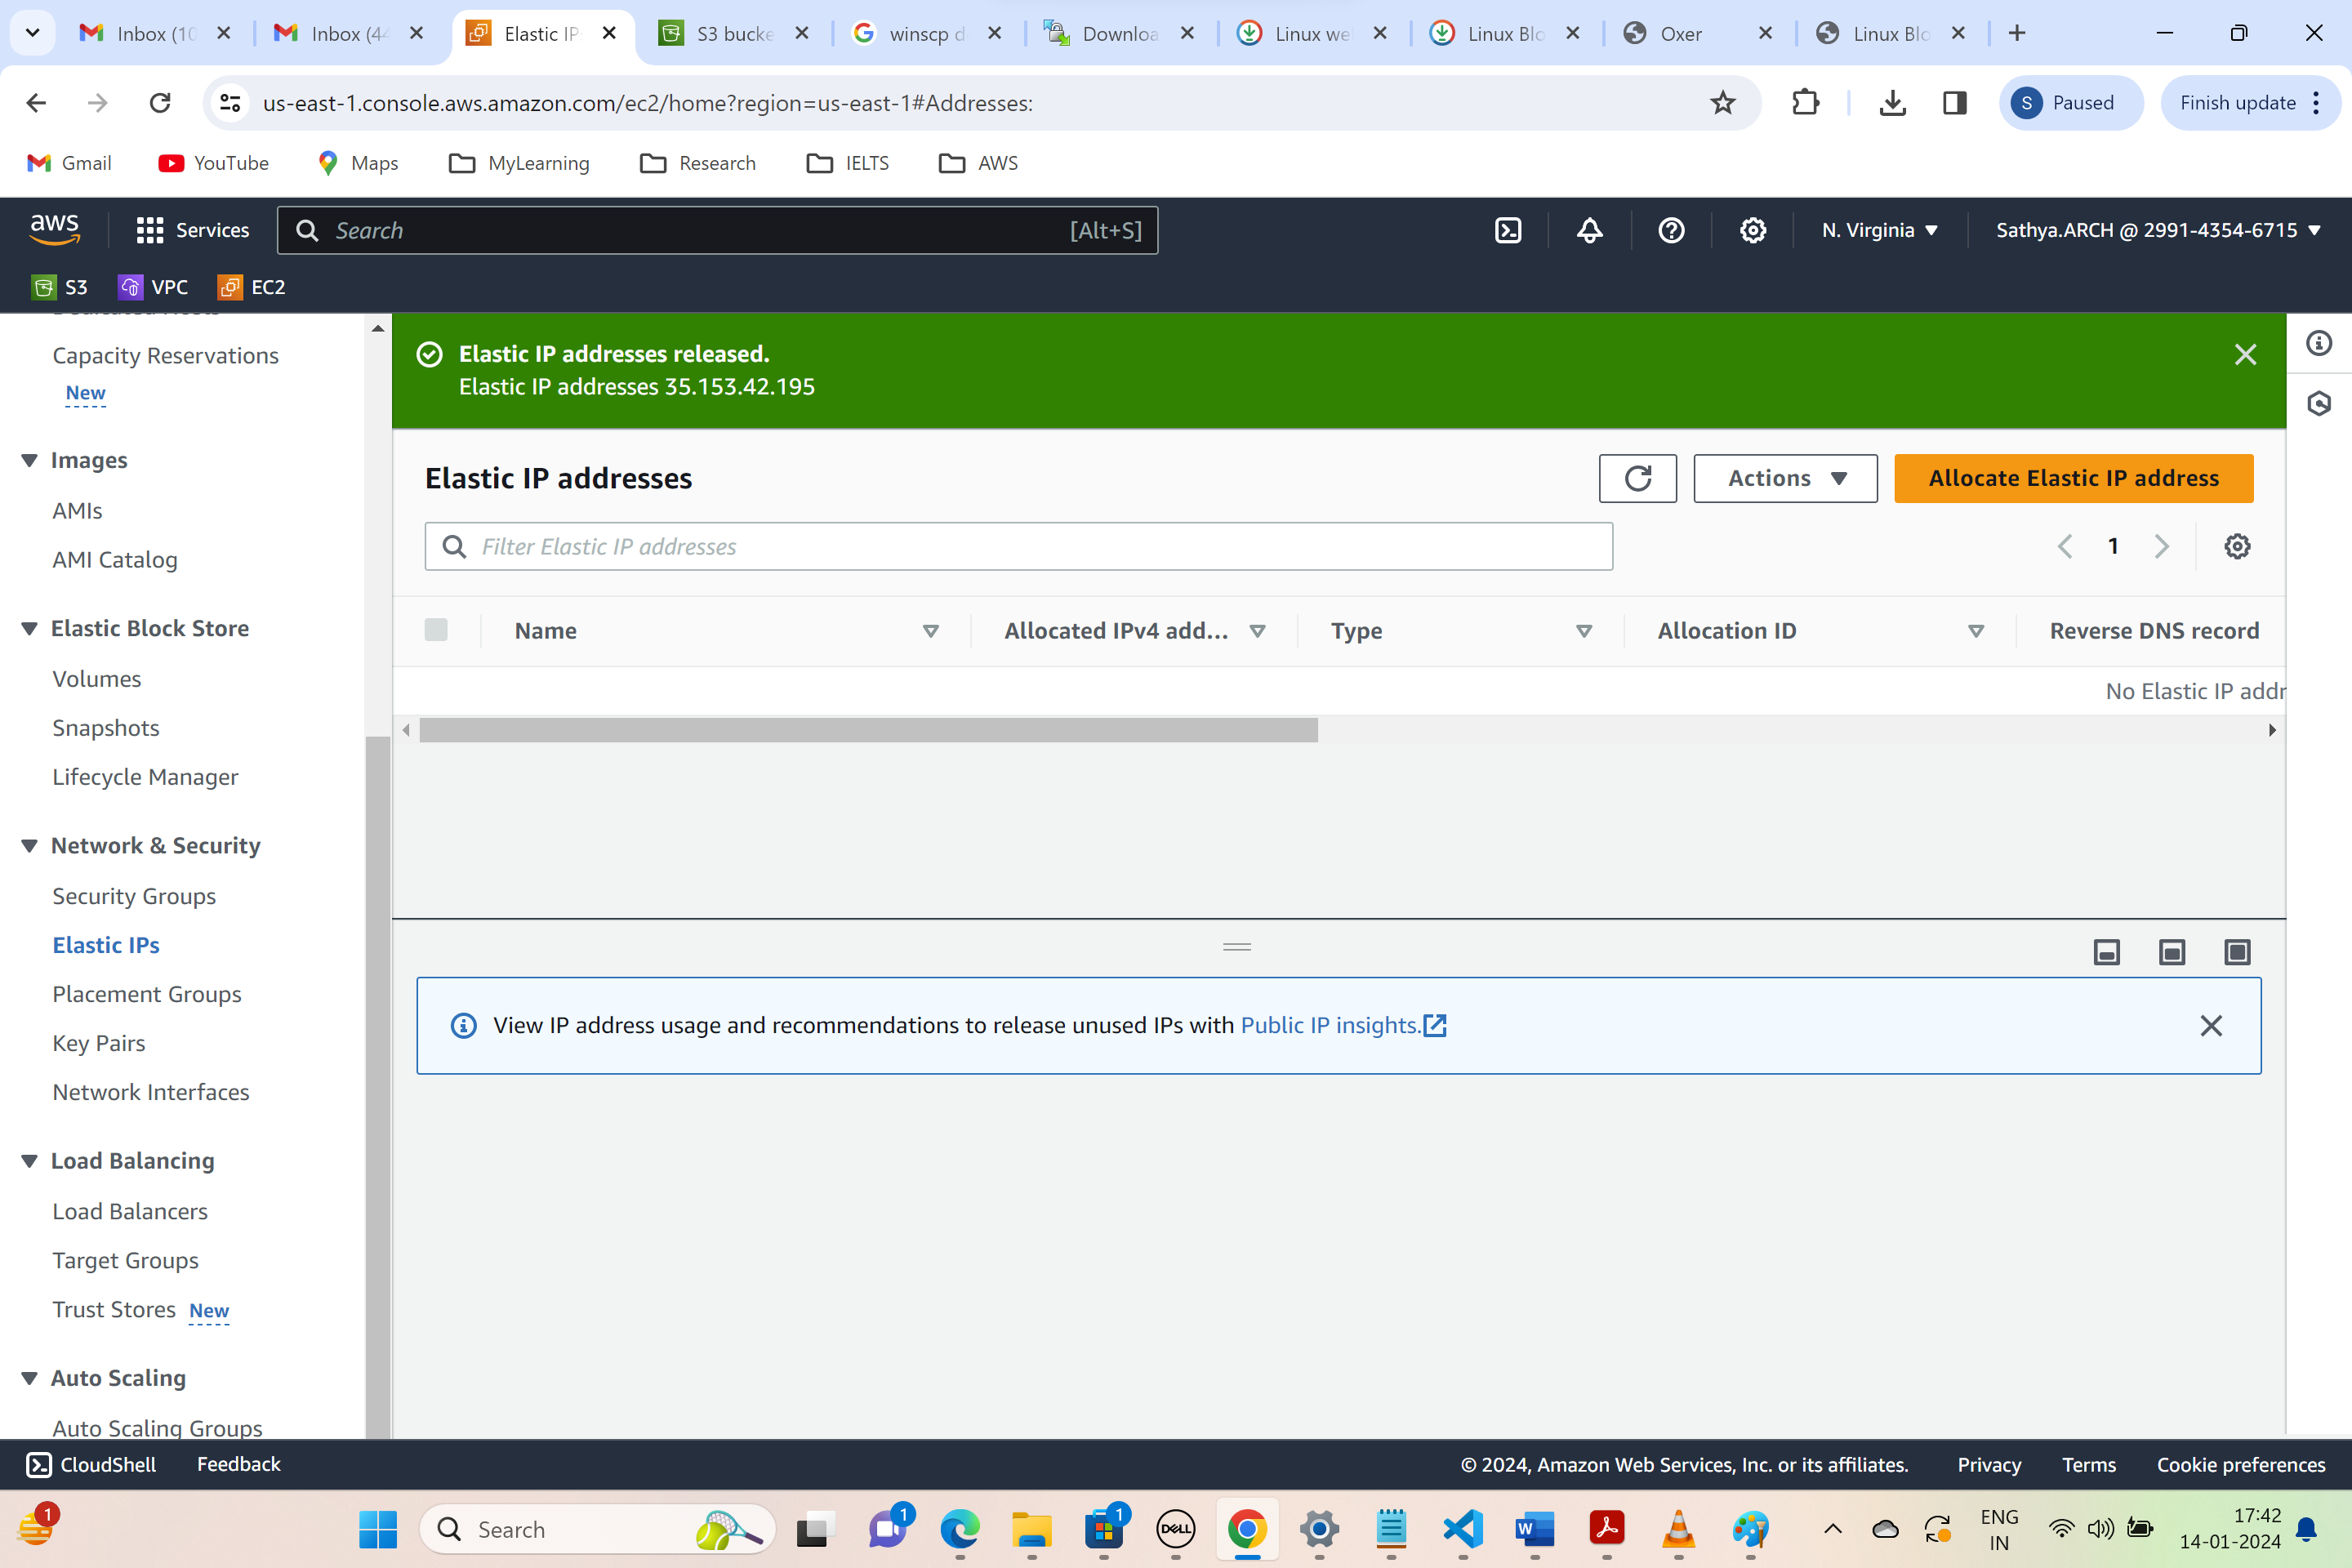 Inbox (10
Inbox (44
Elastic IP
S3 bucke
winscp d
Downloa
Linux we
Linux Blo
Oxer
Linux Blo
us-east-1.console.aws.amazon.com/ec2/home?region=us-east-1#Addresses:
S
Paused
Finish update
Gmail
YouTube
Maps
MyLearning
Research
IELTS
AWS
aws
Services
Search
[Alt+S]
N. Virginia
Sathya.ARCH @ 2991-4354-6715
S3
VPC
EC2
Capacity Reservations
New
Images
AMIs
AMI Catalog
Elastic Block Store
Volumes
Snapshots
Lifecycle Manager
Network & Security
Security Groups
Elastic IPs
Placement Groups
Key Pairs
Network Interfaces
Load Balancing
Load Balancers
Target Groups
Trust Stores New
Auto Scaling
Auto Scaling Groups
Elastic IP addresses released.
Elastic IP addresses 35.153.42.195
Elastic IP addresses
Actions
Allocate Elastic IP address
Filter Elastic IP addresses
1
Name
Allocated IPv4 add...
Type
Allocation ID
Reverse DNS record
No Elastic IP addr
View IP address usage and recommendations to release unused IPs with Public IP insights.
CloudShell
Feedback
© 2024, Amazon Web Services, Inc. or its affiliates.
Privacy
Terms
Cookie preferences
1
Search
1
1
DELL
W
ENG
IN
17:42
14-01-2024